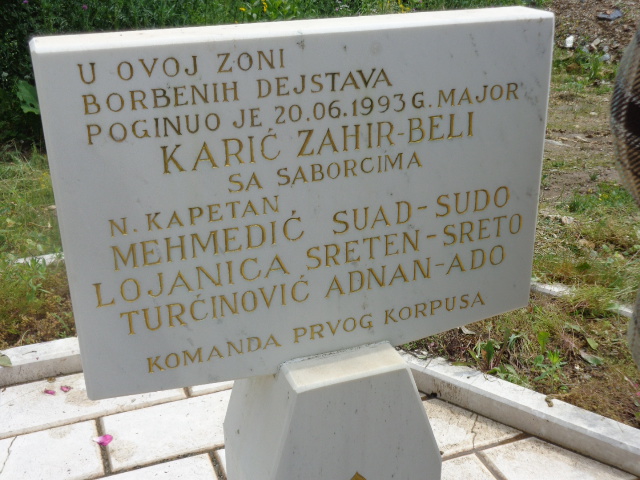 U OVOJ ZONI
BORBENIH DEJSTAVA
POGINUO JE 20.06.1993 G. MAJOR
KARIĆ ZAHIR-BELI
SA SABORCIMA
N. KAPETAN
MEHMEDIĆ SUAD-SUDO
LOJANICA SRETEN-SRETO
TURĆINOVIĆ ADNAN-ADO
KOMANDA PRVOG KORPUSA